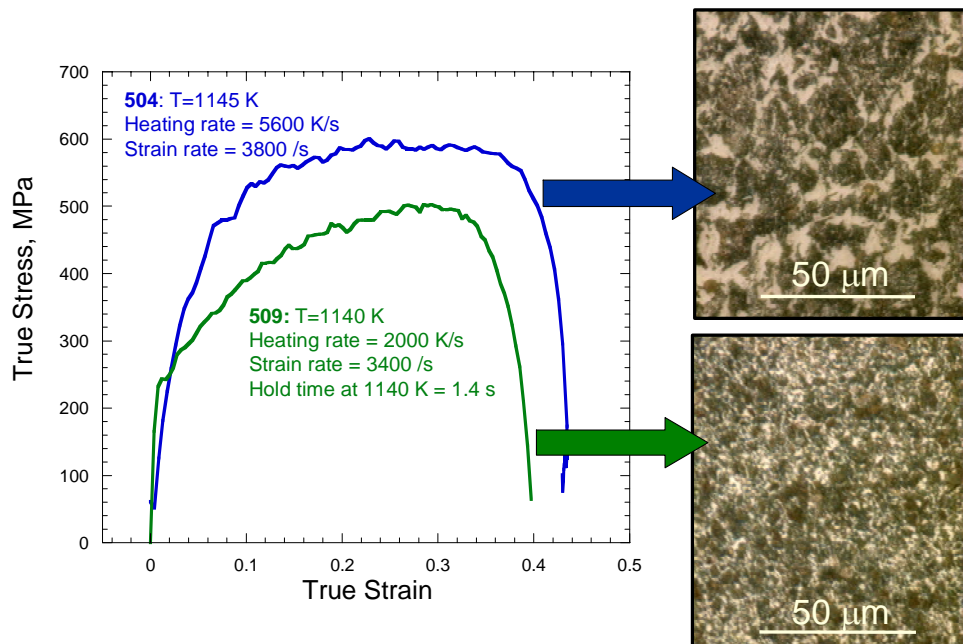 700
600
500
400
300
200
100
0
True Stress, MPa
504: T=1145 K
Heating rate = 5600 K/s
Strain rate = 3800 /s
509: T=1140 K
Heating rate = 2000 K/s
Strain rate = 3400 /s
Hold time at 1140 K = 1.4 s
0 0.1 0.2 0.3 0.4 0.5
True Strain
50 μm
50 μm